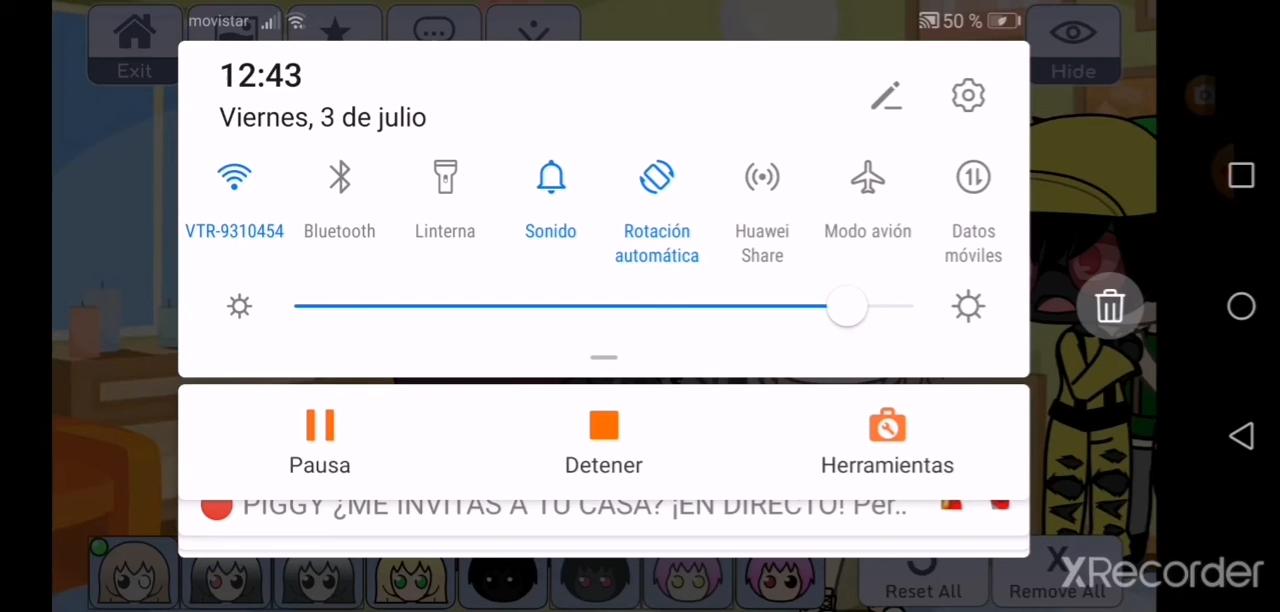 movistar
50 %
Exit
Hide
12:43
Viernes, 3 de julio
VTR-9310454
Bluetooth
Linterna
Sonido
Rotación
automática
Huawei
Share
Modo avión
Datos
móviles
Pausa
Detener
Herramientas
PIGGY ¿ME INVITAS A TU CASA? ¡EN DIRECTO! Per..
Reset All
Remove All
XRecorder